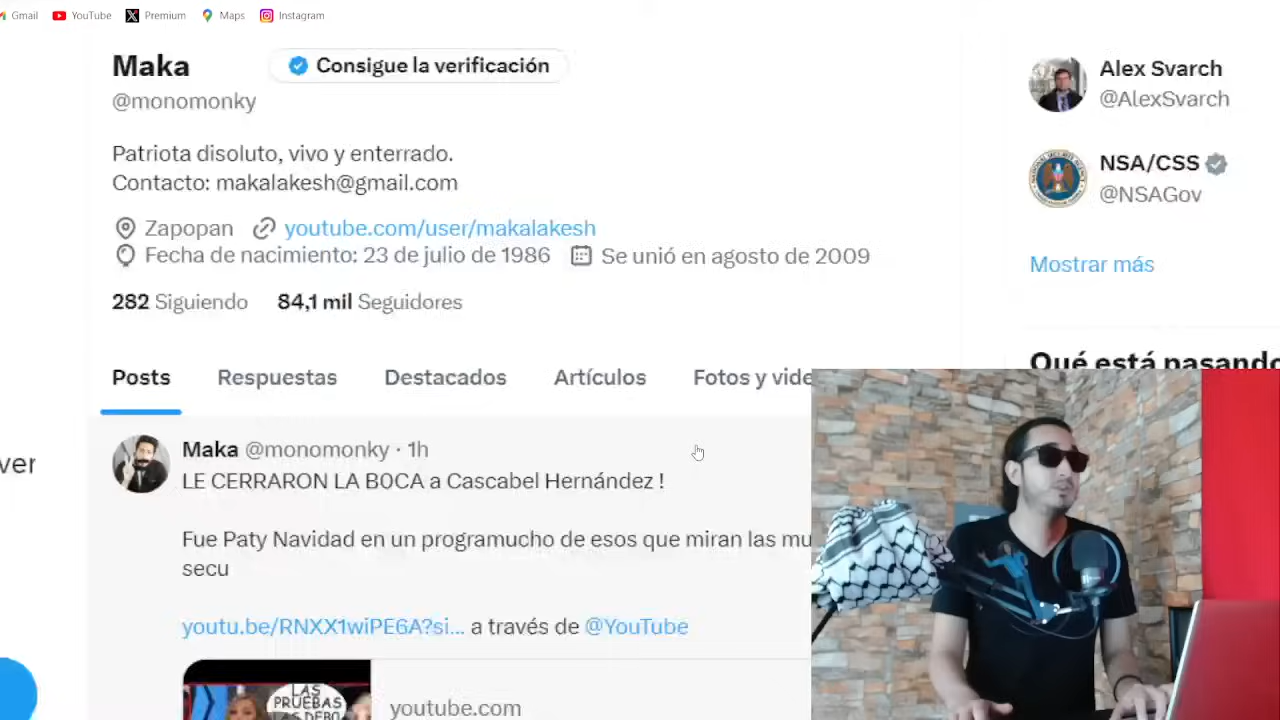 Gmail
YouTube
Premium
Maps
Instagram
Maka
Consigue la verificación
@monomonky
Patriota disoluto, vivo y enterrado.
Contacto: makalakesh@gmail.com
Zapopan youtube.com/user/makalakesh
Fecha de nacimiento: 23 de julio de 1986 Se unió en agosto de 2009
282 Siguiendo 84,1 mil Seguidores
Posts Respuestas Destacados Artículos Fotos y vide
Maka @monomonky · 1h
LE CERRARON LA B0CA a Cascabel Hernández !
Fue Paty Navidad en un programucho de esos que miran las mu
secu
youtu.be/RNXX1wiPE6A?si... a través de @YouTube
LAS
PRUEBAS
LAS DEBO
youtube.com
Alex Svarch
@AlexSvarch
NSA/CSS
@NSAGov
Mostrar más
Qué está pasando
ver